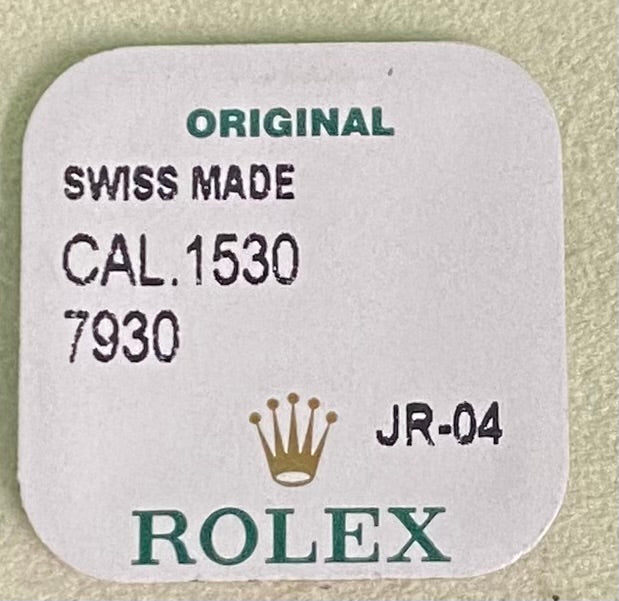 ORIGINAL
SWISS MADE
CAL.1530
7930
JR-04
ROLEX